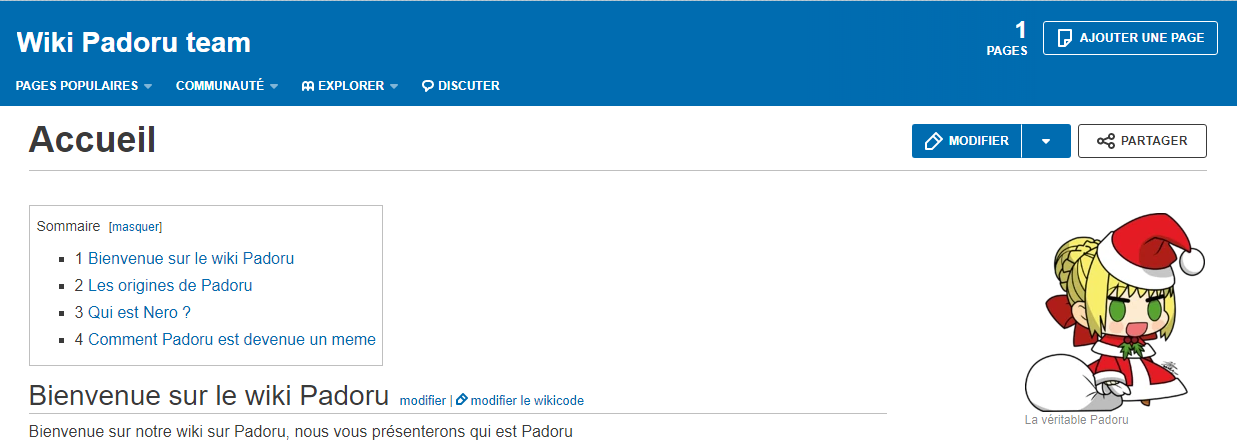 Wiki Padoru team
1
PAGES
AJOUTER UNE PAGE
PAGES POPULAIRES
COMMUNAUTÉ
EXPLORER
DISCUTER
Accueil
MODIFIER
PARTAGER
Sommaire [masquer]
1 Bienvenue sur le wiki Padoru
2 Les origines de Padoru
3 Qui est Nero ?
4 Comment Padoru est devenue un meme
La véritable Padoru
Bienvenue sur le wiki Padoru modifier | modifier le wikicode
Bienvenue sur notre wiki sur Padoru, nous vous présenterons qui est Padoru